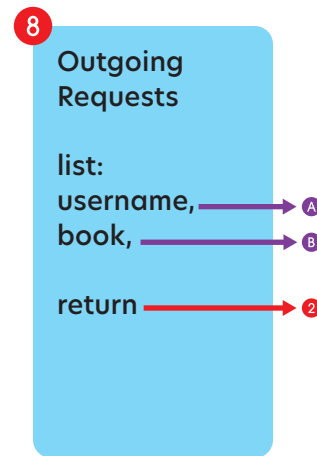 8
Outgoing
Requests
list:
username, A
book, B
return 2